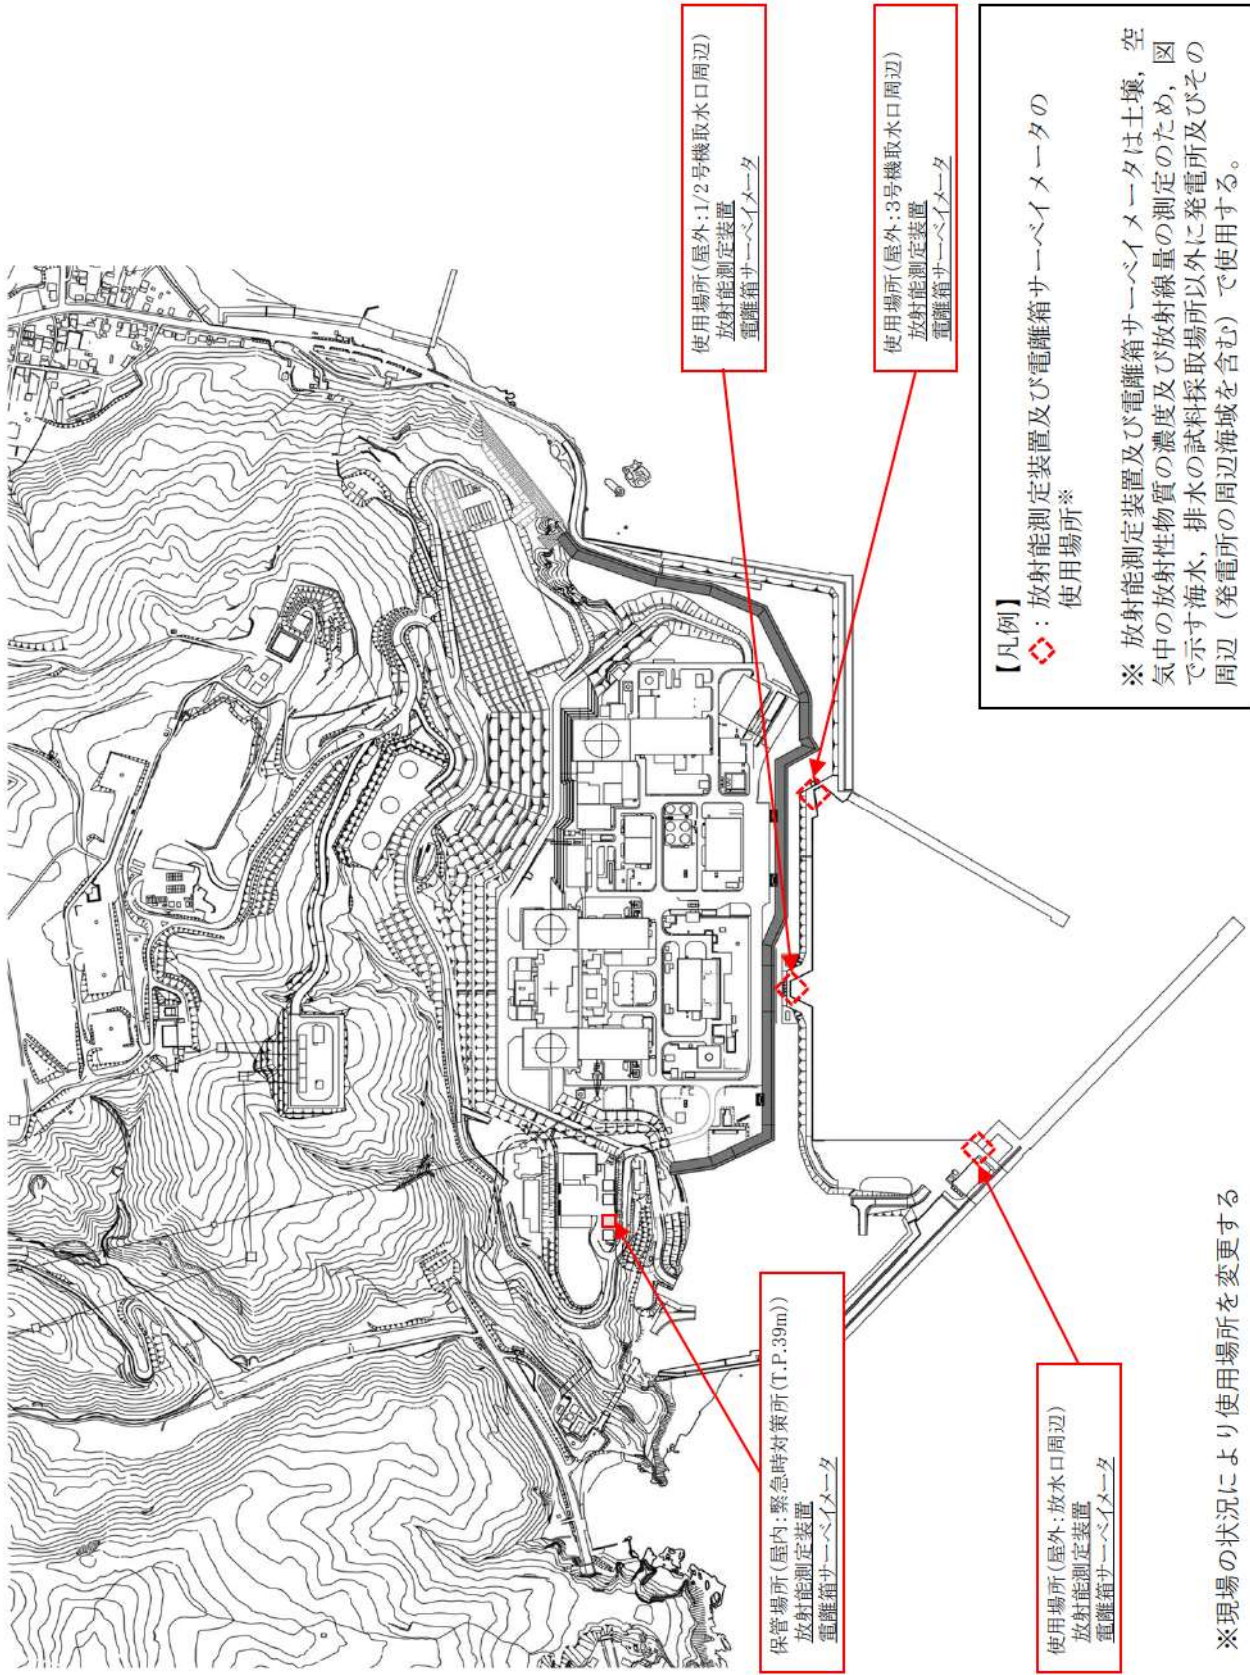 保管場所(屋内:緊急時対策所(T.P.39m))
放射能測定装置
電離箱サーベイメータ
使用場所(屋外:1/2号機取水口周辺)
放射能測定装置
電離箱サーベイメータ
使用場所(屋外:3号機取水口周辺)
放射能測定装置
電離箱サーベイメータ
使用場所(屋外:放水口周辺)
放射能測定装置
電離箱サーベイメータ
【凡例】
:放射能測定装置及び電離箱サーベイメータの
使用場所※
※ 放射能測定装置及び電離箱サーベイメータは土壌,空
気中の放射性物質の濃度及び放射線量の測定のため,図
で示す海水,排水の試料採取場所以外に発電所及びその
周辺(発電所の周辺海域を含む)で使用する。
※現場の状況により使用場所を変更する